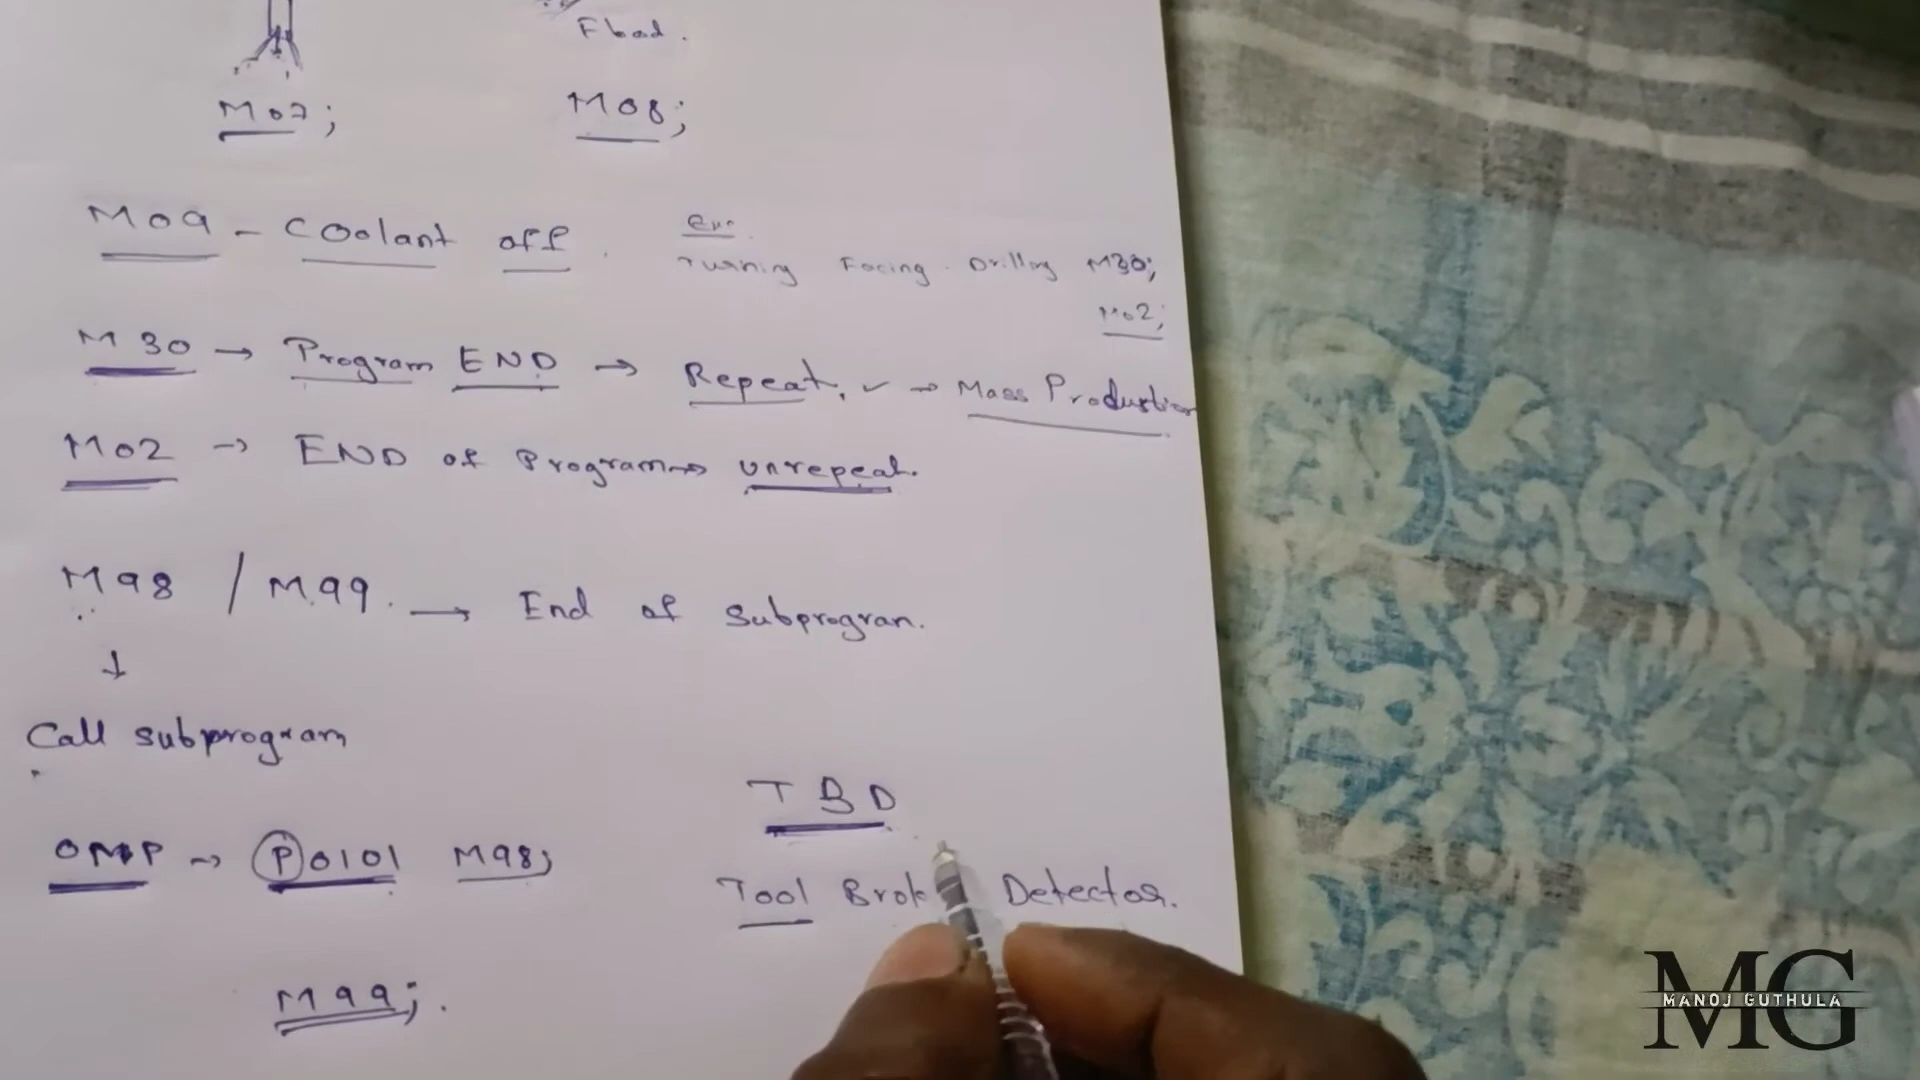 Flood.
M07;
M08;
M09 - Coolant off.
Exe.
Turning Facing Drilling M30;
M02;
M30 → Program END → Repeat. ✓ → Mass Production
M02 → END of Program → unrepeat.
M98 / M99. → End of Subprogram.
↓
Call subprogram
OMP → P0101 M98;
M99;.
TBD
Tool Detector.
MG
MANOJ GUTHULA